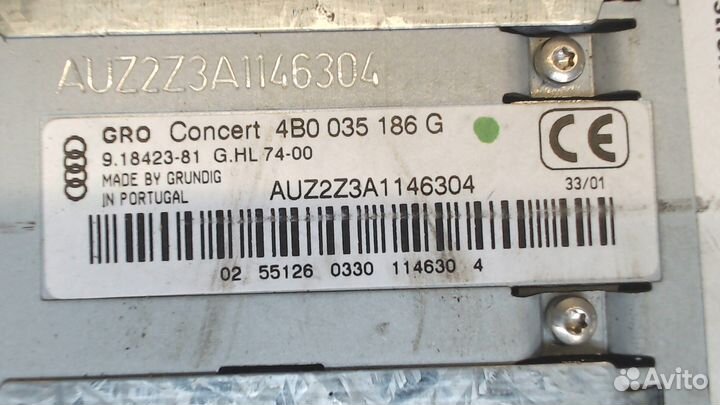 AUZ2Z3A1146304
GRO Concert 4B0 035 186 G
9.18423-81 G.HL 74-00
MADE BY GRUNDIG
IN PORTUGAL
AUZ2Z3A1146304
CE
33/01
02 55126 0330 114630 4
Avito